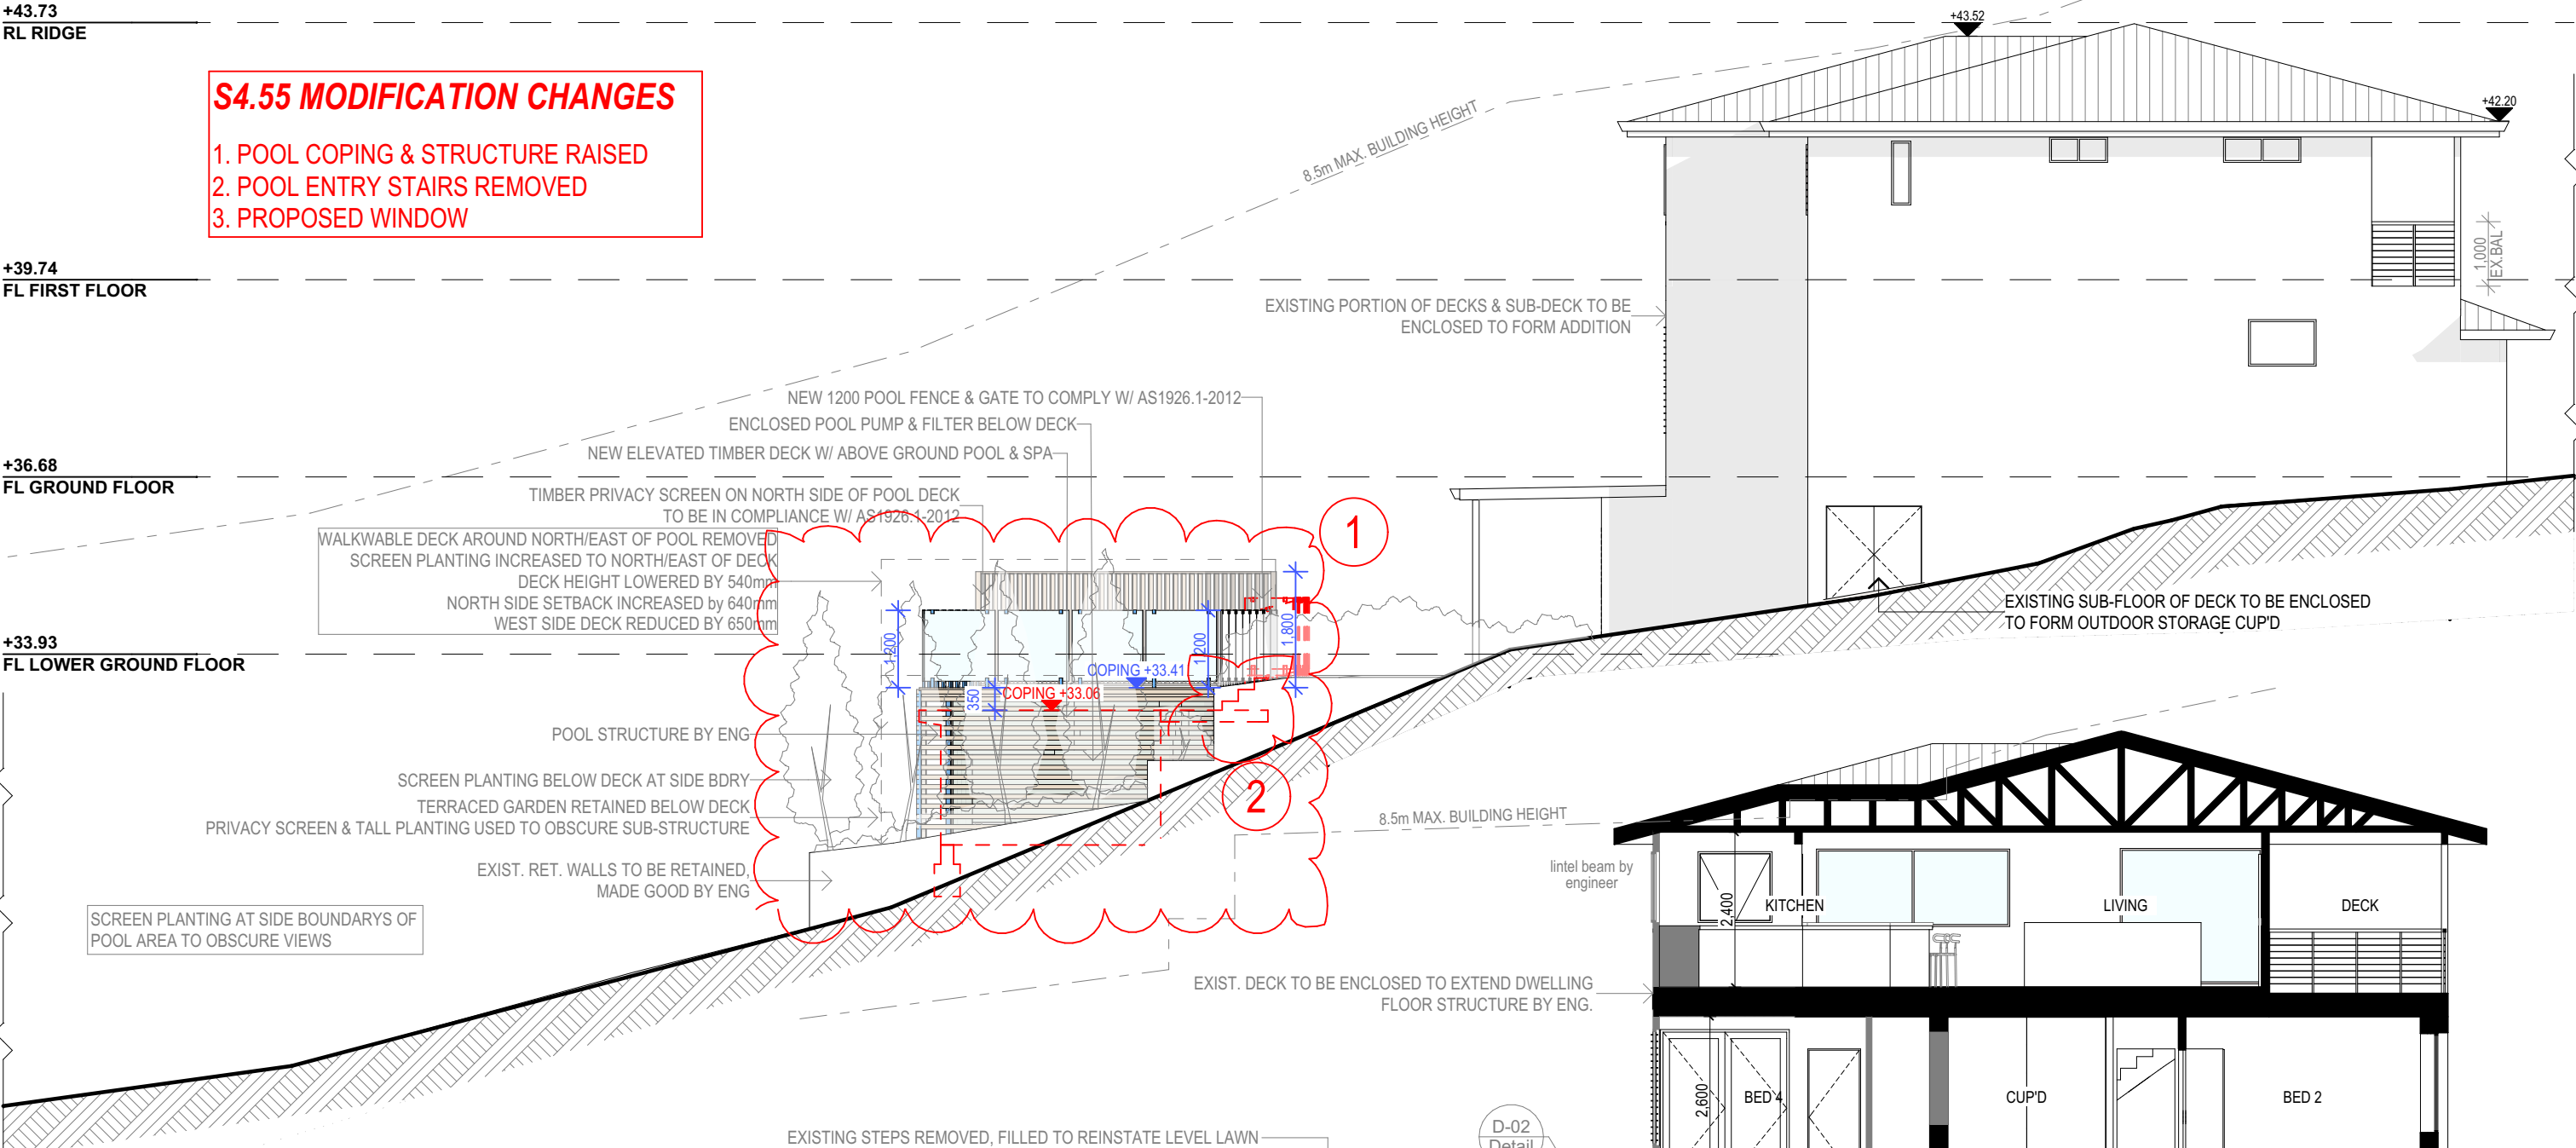 +43.73
RL RIDGE
S4.55 MODIFICATION CHANGES
1. POOL COPING & STRUCTURE RAISED
2. POOL ENTRY STAIRS REMOVED
3. PROPOSED WINDOW
+43.52
+42.20
8.5m MAX. BUILDING HEIGHT
1,000
EX.BAL
+39.74
FL FIRST FLOOR
EXISTING PORTION OF DECKS & SUB-DECK TO BE
ENCLOSED TO FORM ADDITION
NEW 1200 POOL FENCE & GATE TO COMPLY W/ AS1926.1-2012
ENCLOSED POOL PUMP & FILTER BELOW DECK
NEW ELEVATED TIMBER DECK W/ ABOVE GROUND POOL & SPA
+36.68
FL GROUND FLOOR
TIMBER PRIVACY SCREEN ON NORTH SIDE OF POOL DECK
TO BE IN COMPLIANCE W/ AS1926.1-2012
1
WALKWABLE DECK AROUND NORTH/EAST OF POOL REMOVED
SCREEN PLANTING INCREASED TO NORTH/EAST OF DECK
DECK HEIGHT LOWERED BY 540mm
NORTH SIDE SETBACK INCREASED by 640mm
WEST SIDE DECK REDUCED BY 650mm
EXISTING SUB-FLOOR OF DECK TO BE ENCLOSED
TO FORM OUTDOOR STORAGE CUP'D
+33.93
FL LOWER GROUND FLOOR
1,200
1,200
1,800
COPING +33.41
350
COPING +33.06
POOL STRUCTURE BY ENG
SCREEN PLANTING BELOW DECK AT SIDE BDRY
TERRACED GARDEN RETAINED BELOW DECK
PRIVACY SCREEN & TALL PLANTING USED TO OBSCURE SUB-STRUCTURE
2
8.5m MAX. BUILDING HEIGHT
EXIST. RET. WALLS TO BE RETAINED,
MADE GOOD BY ENG
lintel beam by
engineer
SCREEN PLANTING AT SIDE BOUNDARYS OF
POOL AREA TO OBSCURE VIEWS
2,400
KITCHEN
LIVING
DECK
EXIST. DECK TO BE ENCLOSED TO EXTEND DWELLING
FLOOR STRUCTURE BY ENG.
2,600
BED 4
CUP'D
BED 2
EXISTING STEPS REMOVED, FILLED TO REINSTATE LEVEL LAWN
D-02
Detail